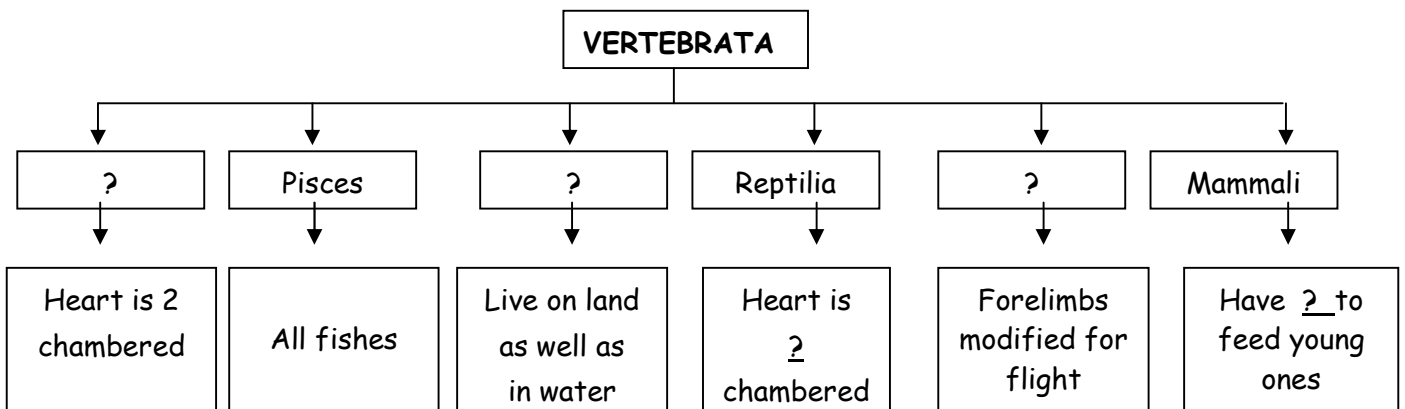 VERTEBRATA
?
Pisces
?
Reptilia
?
Mammali
Heart is 2
chambered
All fishes
Live on land
as well as
in water
Heart is
?
chambered
Forelimbs
modified for
flight
Have ? to
feed young
ones